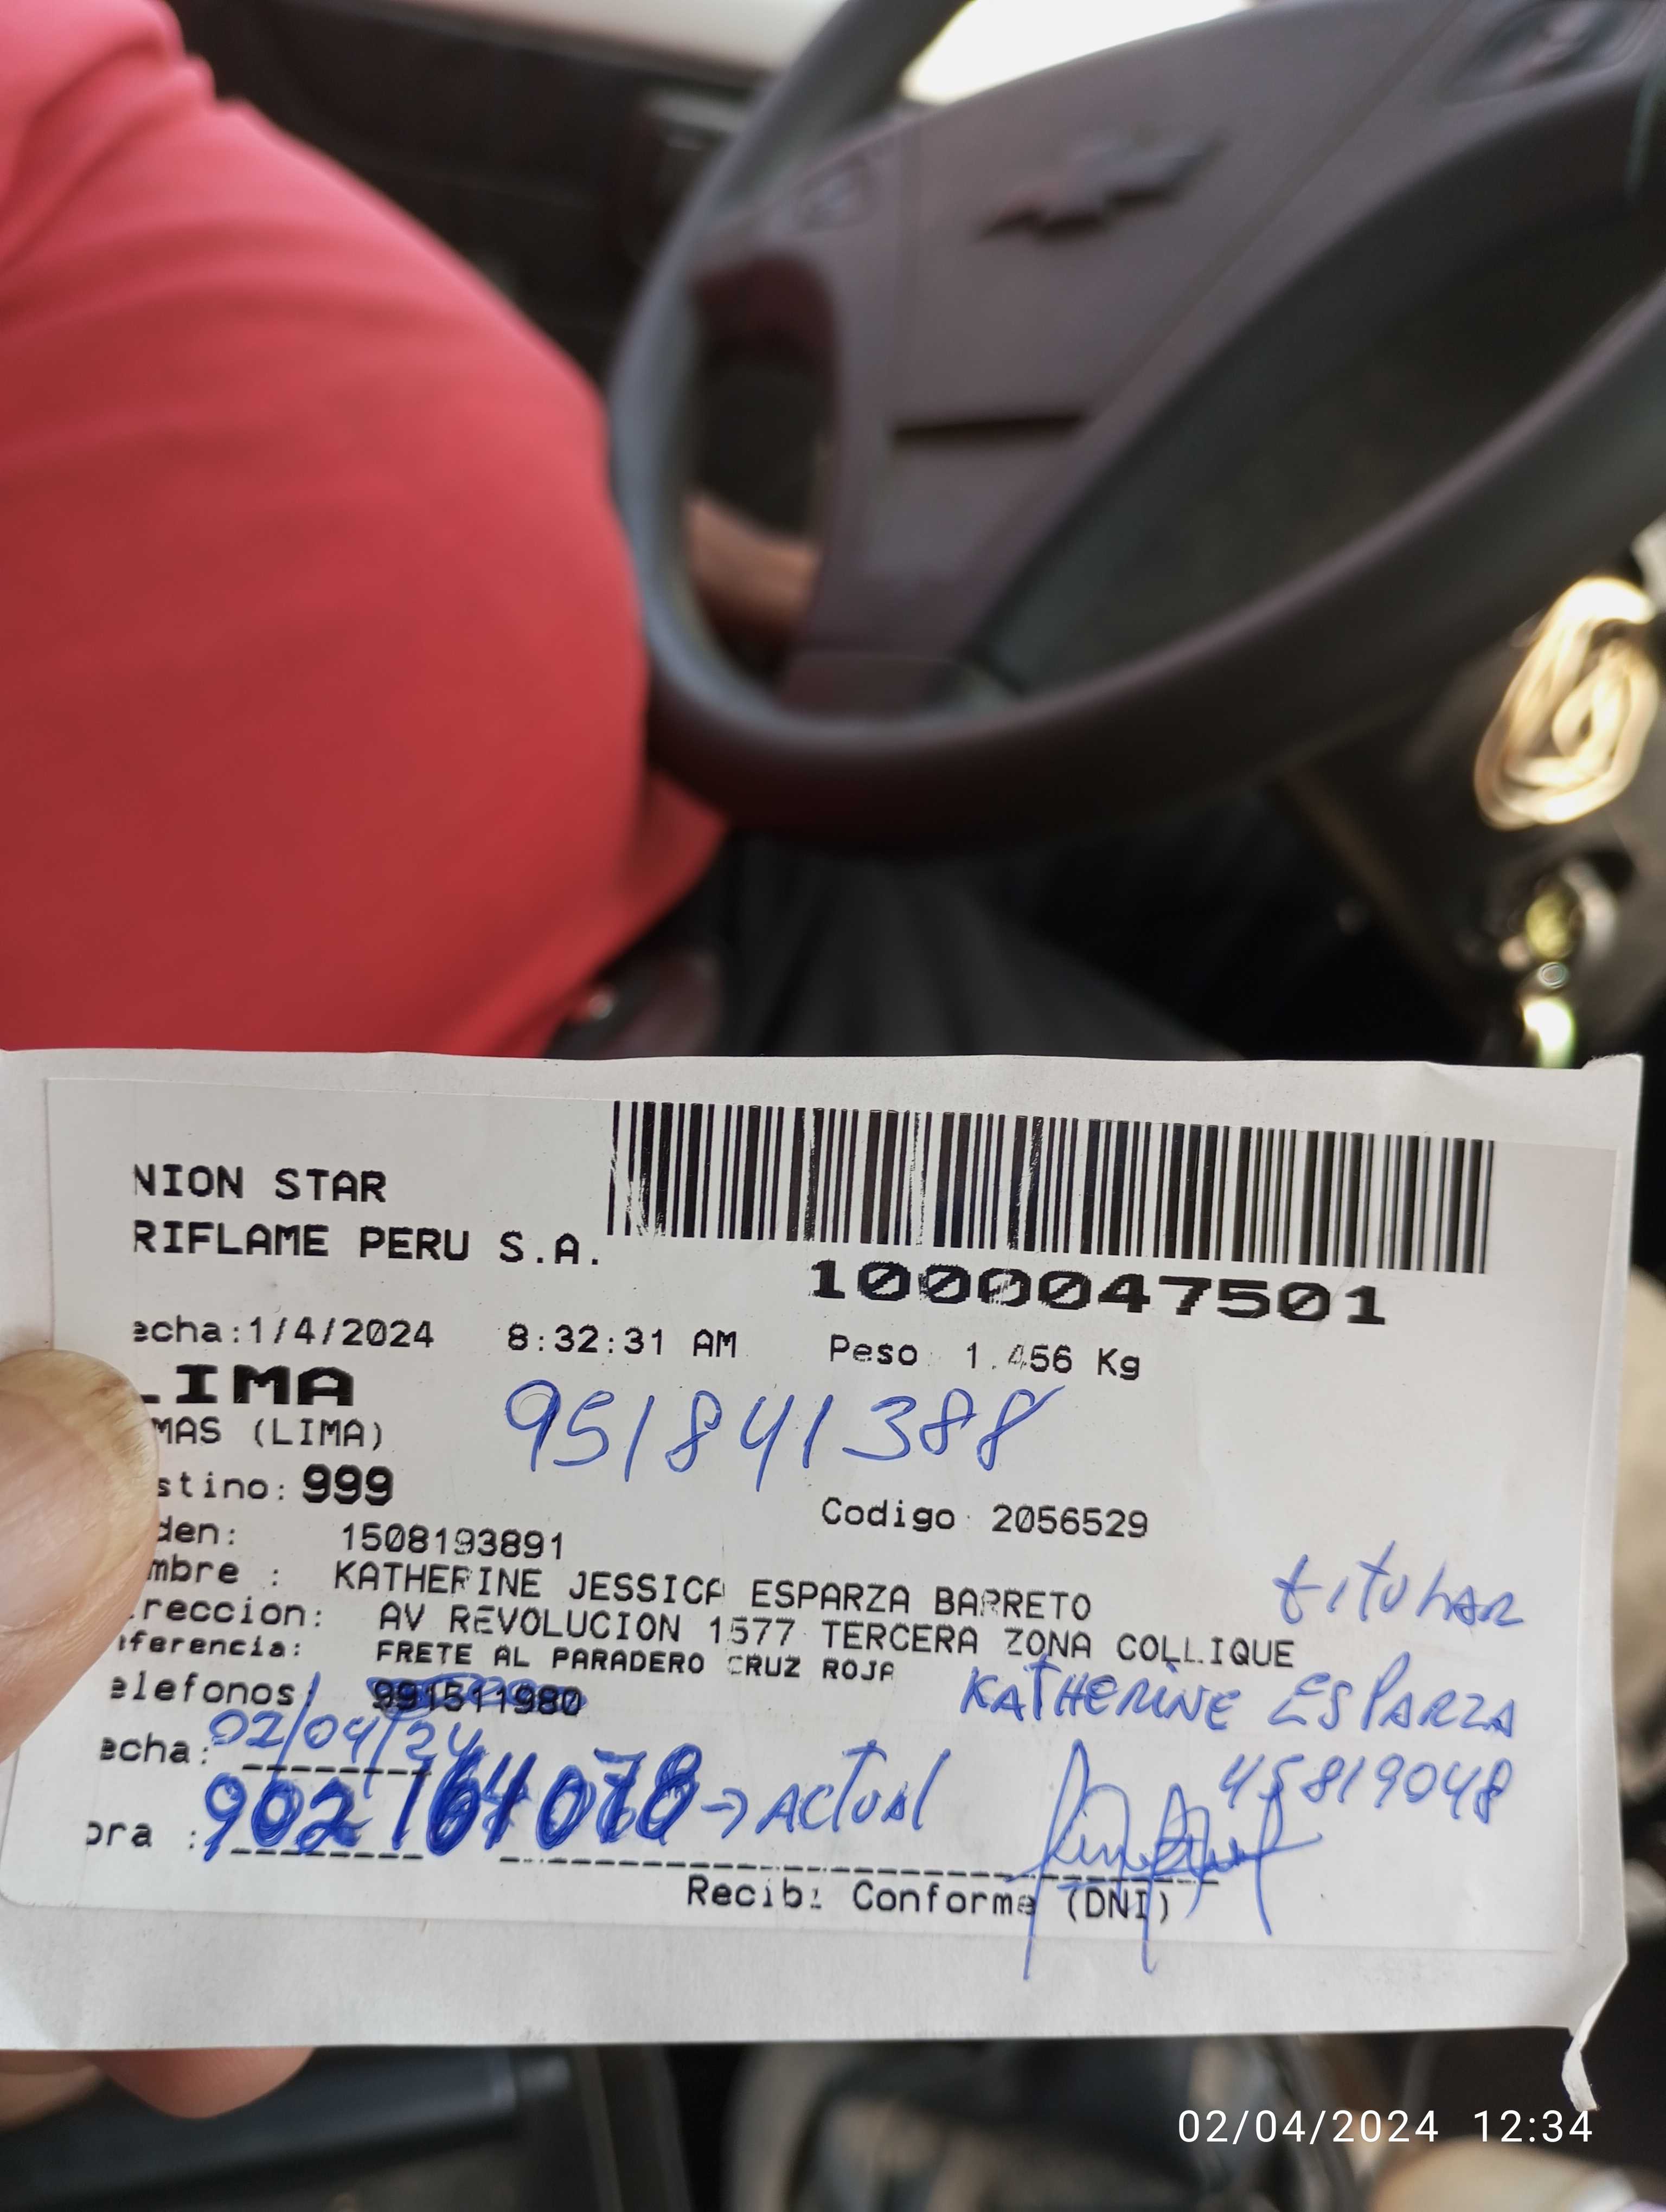 NION STAR
RIFLAME PERU S.A.
1000047501
echa:1/4/2024 8:32:31 AM Peso: 1.456 Kg
LIMA
MAS (LIMA)
951841388
stino: 999
Codigo: 2056529
den: 1508193891
mbre : KATHERINE JESSICA ESPARZA BARRETO
titular
reccion: AV REVOLUCION 1577 TERCERA ZONA COLLIQUE
ferencia: FRETE AL PARADERO CRUZ ROJA
KATHERINE ESPARZA
elefonos/ 991511980
echa: 02/04/24
45819048
ora : 902164078 → ACTUAL
Recibi Conforme (DNI)
02/04/2024 12:34